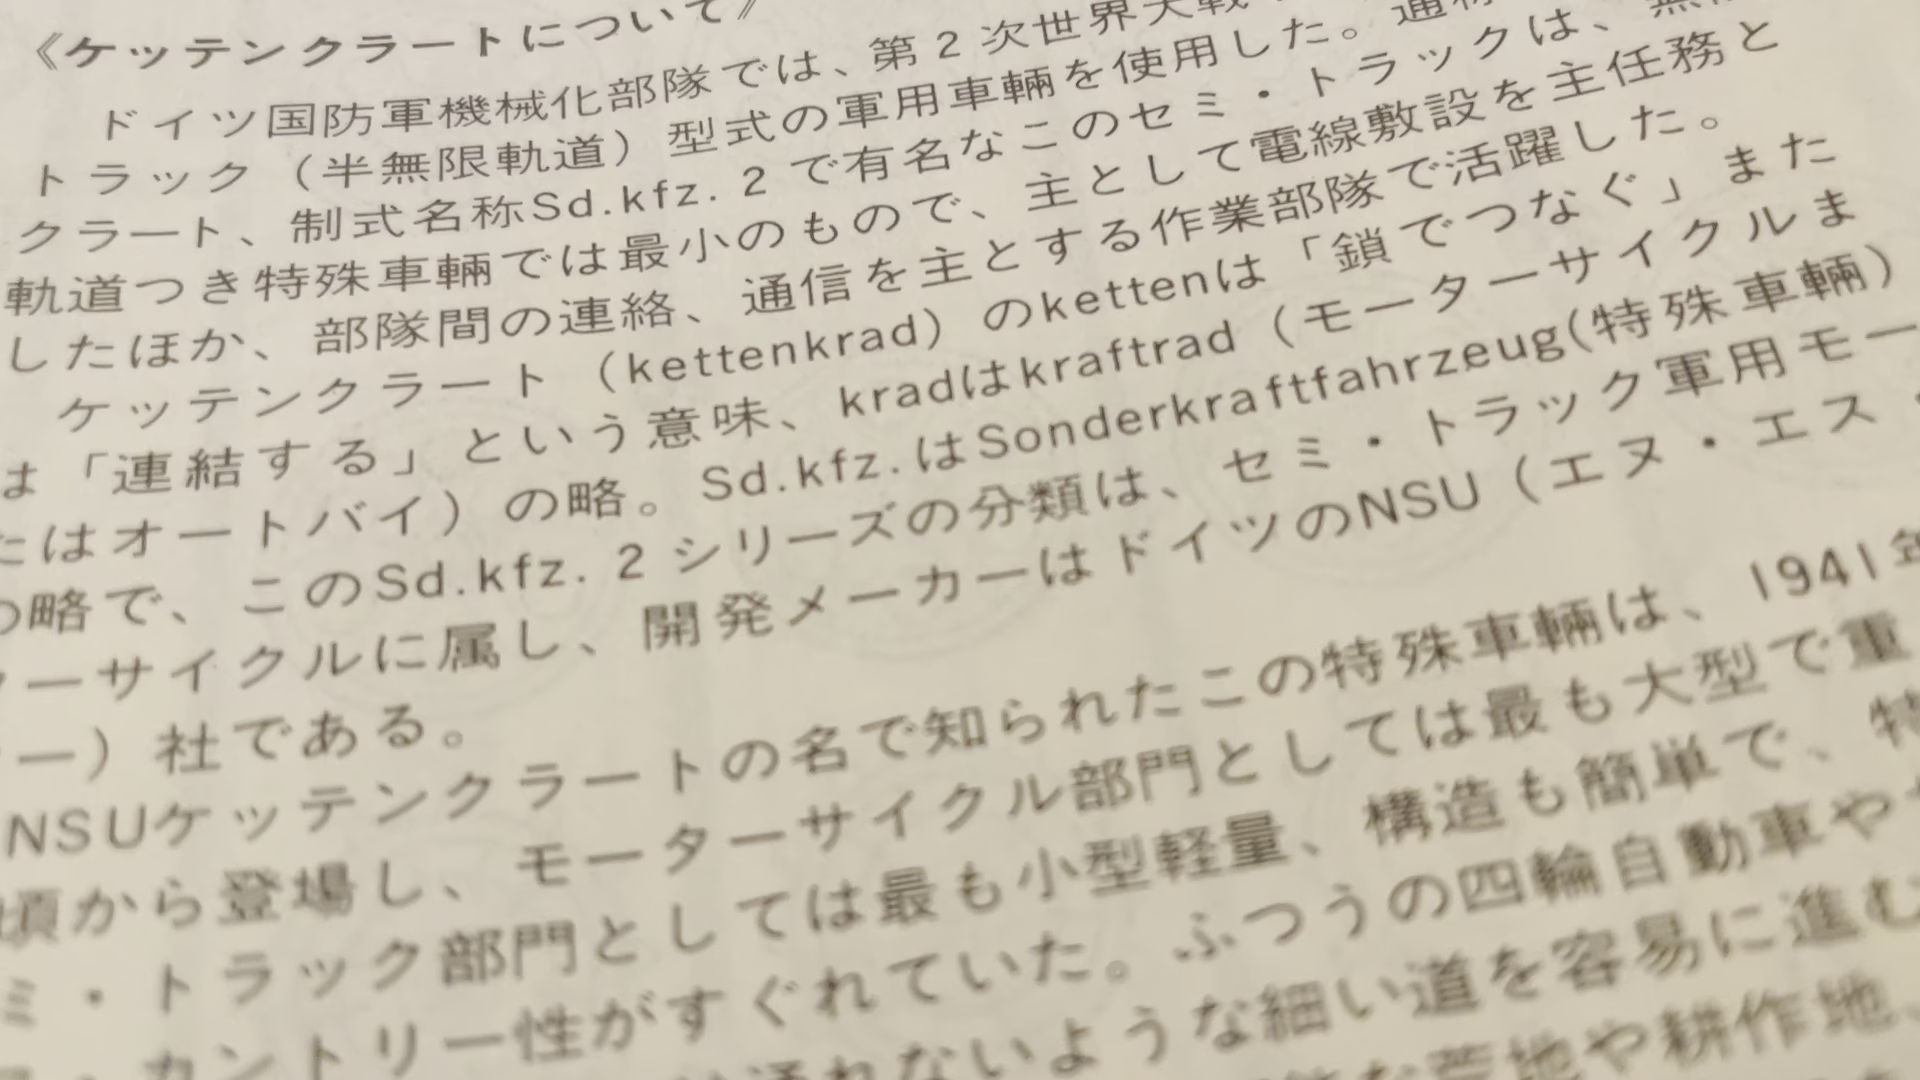 《ケッテンクラートについて》
ドイツ国防軍機械化部隊では、第2次世界大戦
トラック（半無限軌道）型式の軍用車輛を使用した。通称
クラート、制式名称Sd.kfz.2で有名なこのセミ・トラックは、無限
軌道つき特殊車輛では最小のもので、主として電線敷設を主任務と
したほか、部隊間の連絡、通信を主とする作業部隊で活躍した。
ケッテンクラート（kettenkrad）のkettenは「鎖でつなぐ」また
は「連結する」という意味、kradはkraftrad（モーターサイクルま
たはオートバイ）の略。Sd.kfz.はSonderkraftfahrzeug(特殊車輛)
の略で、このSd.kfz.2シリーズの分類は、セミ・トラック軍用モー
ターサイクルに属し、開発メーカーはドイツのNSU（エヌ・エス・
ー）社である。
NSUケッテンクラートの名で知られたこの特殊車輛は、1941年
頃から登場し、モーターサイクル部門としては最も大型で重
ミ・トラック部門としては最も小型軽量、構造も簡単で、特
カントリー性がすぐれていた。ふつうの四輪自動車や
通れないような細い道を容易に進む
荒地や耕作地、